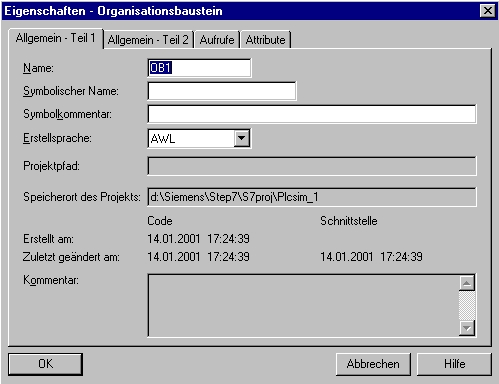 Eigenschaften - Organisationsbaustein
Allgemein - Teil 1 Allgemein - Teil 2 Aufrufe Attribute
Name: OB1
Symbolischer Name:
Symbolkommentar:
Erstellsprache: AWL
Projektpfad:
Speicherort des Projekts: d:\Siemens\Step7\S7proj\Plcsim_1
Code Schnittstelle
Erstellt am: 14.01.2001 17:24:39
Zuletzt geändert am: 14.01.2001 17:24:39 14.01.2001 17:24:39
Kommentar:
OK Abbrechen Hilfe